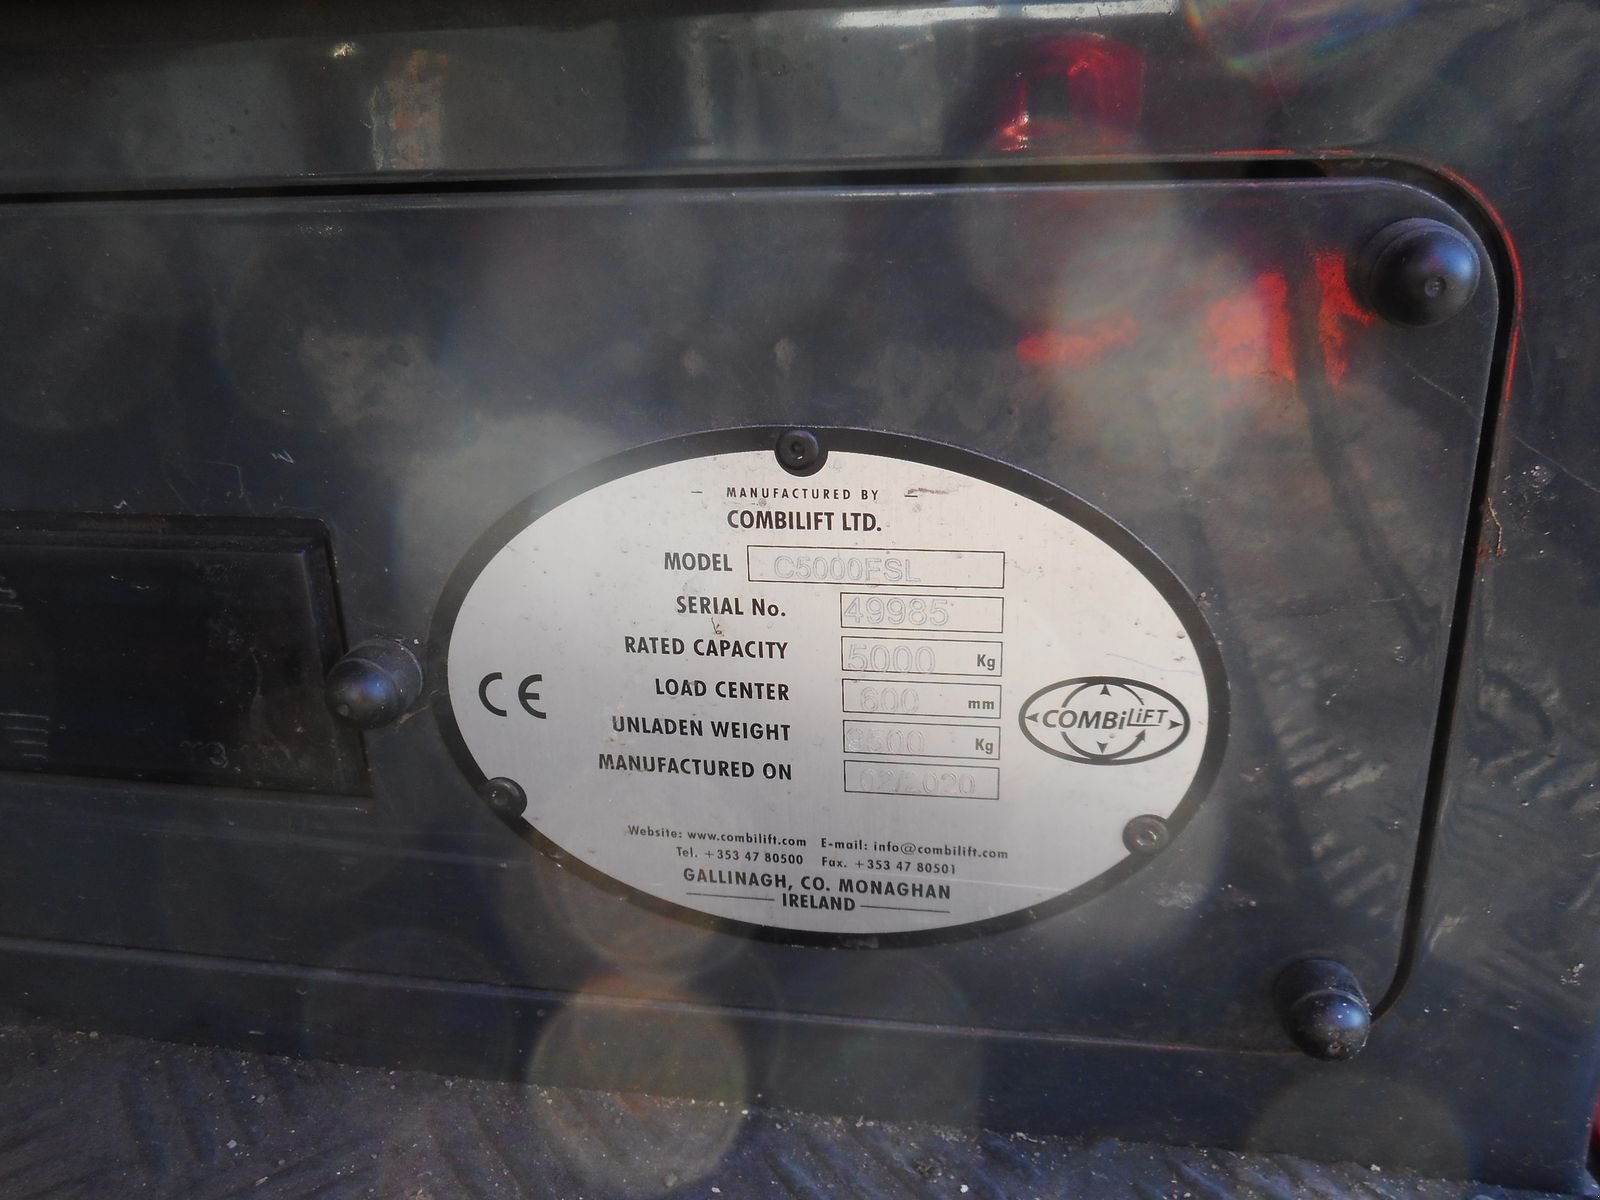 MANUFACTURED BY
COMBILIFT LTD.
MODEL C5000FSL
SERIAL No. 49985
RATED CAPACITY 5000 Kg
LOAD CENTER 600 mm
UNLADEN WEIGHT Kg
MANUFACTURED ON 02/2020
CE
COMBiLiFT
Website: www.combilift.com E-mail: info@combilift.com
Tel. +353 47 80500 Fax. +353 47 80501
GALLINAGH, CO. MONAGHAN
IRELAND